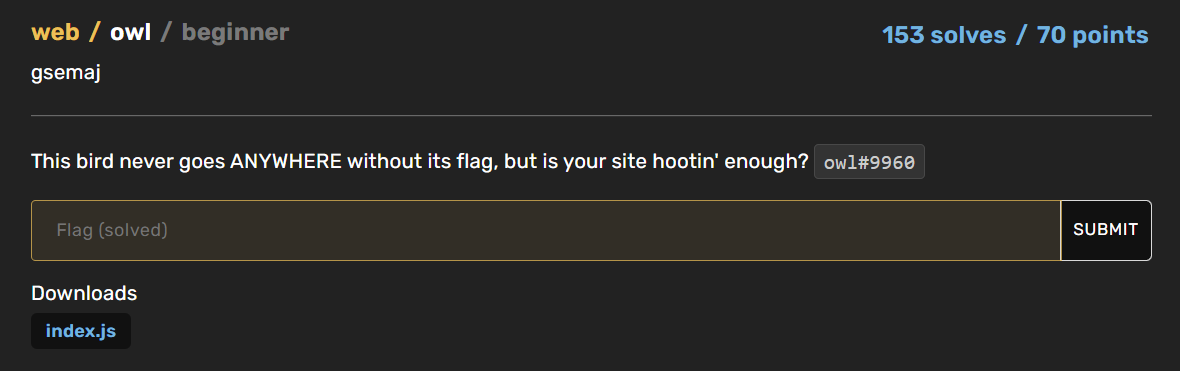 web / owl / beginner
153 solves / 70 points
gsemaj
This bird never goes ANYWHERE without its flag, but is your site hootin' enough? owl#9960
Flag (solved)
SUBMIT
Downloads
index.js